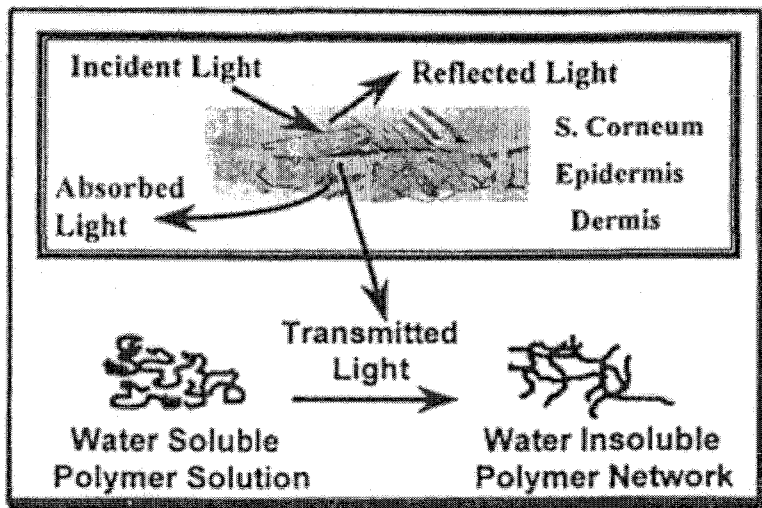 Incident Light
Reflected Light
S. Corneum
Epidermis
Dermis
Absorbed
Light
Transmitted
Light
Water Soluble
Polymer Solution
Water Insoluble
Polymer Network